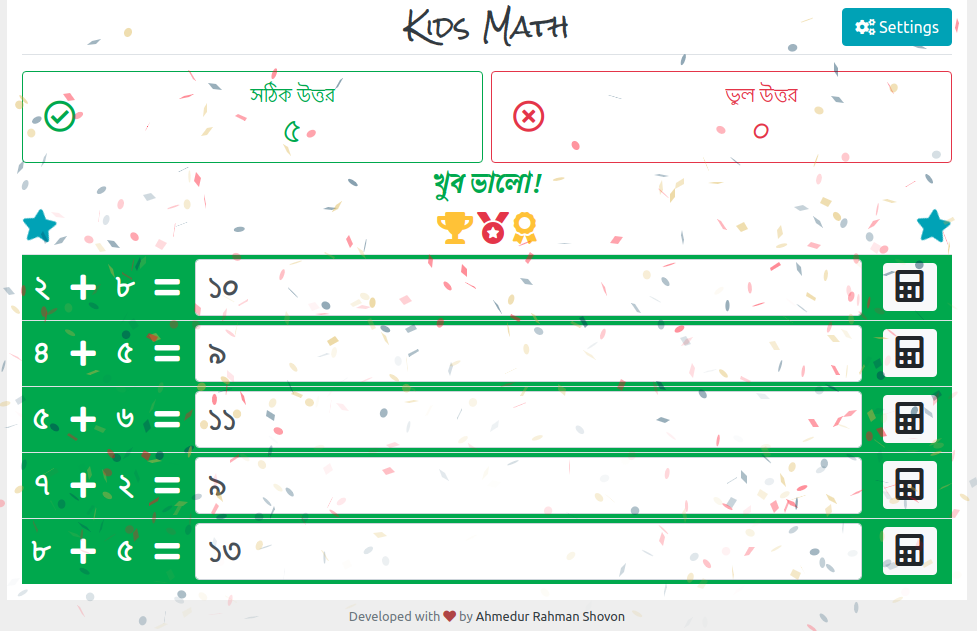 Kids Math
Settings
সঠিক উত্তর
৫
ভুল উত্তর
০
খুব ভালো!
২ + ৮ = ১০
৪ + ৫ = ৯
৫ + ৬ = ১১
৭ + ২ = ৯
৮ + ৫ = ১৩
Developed with ❤ by Ahmedur Rahman Shovon